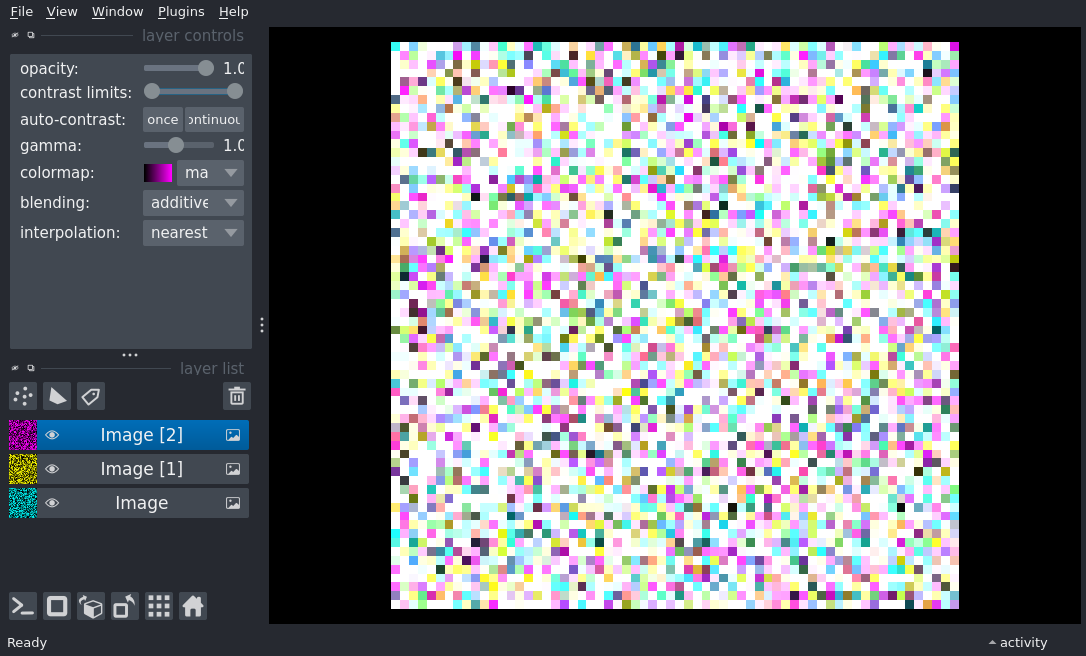 File View Window Plugins Help
layer controls
opacity: 1.0
contrast limits:
auto-contrast: once ontinuou
gamma: 1.0
colormap: ma
blending: additive
interpolation: nearest
layer list
Image [2]
Image [1]
Image
Ready activity